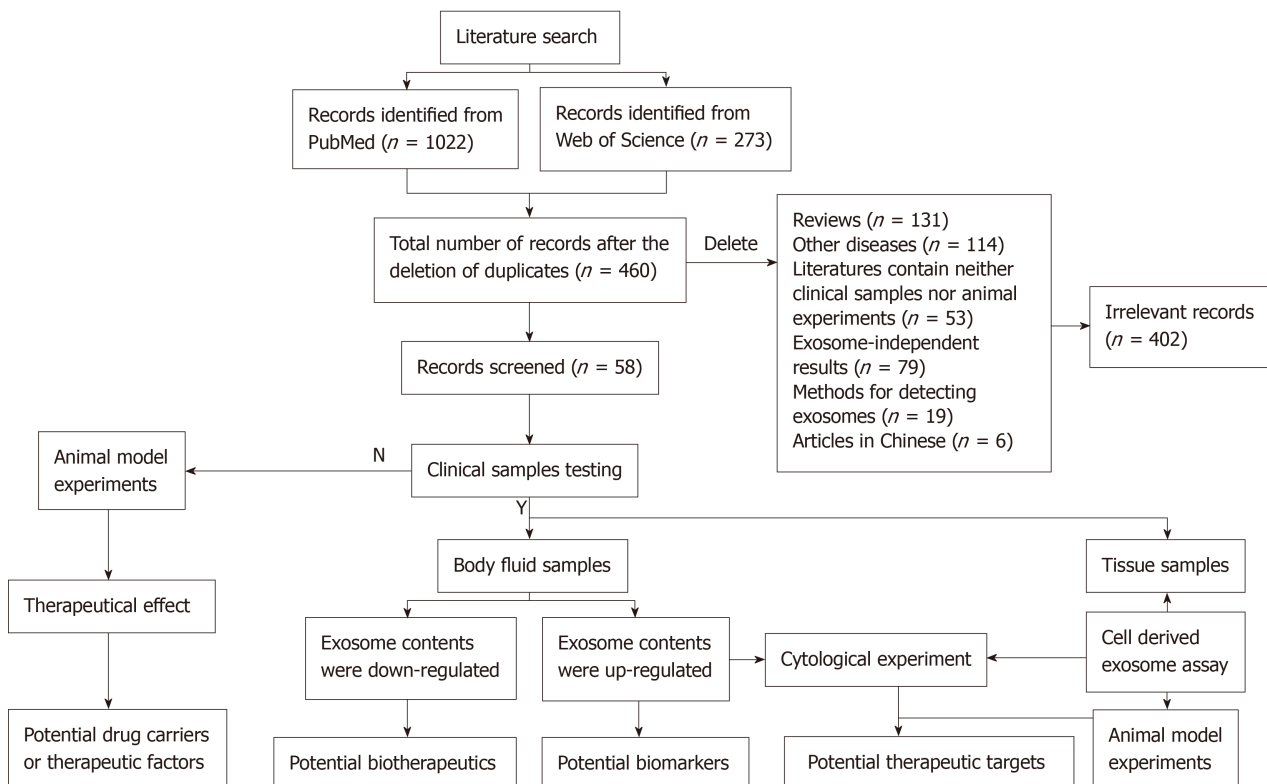 Literature search
Records identified from
PubMed (n = 1022)
Records identified from
Web of Science (n = 273)
Total number of records after the
deletion of duplicates (n = 460)
Delete
Reviews (n = 131)
Other diseases (n = 114)
Literatures contain neither
clinical samples nor animal
experiments (n = 53)
Exosome-independent
results (n = 79)
Methods for detecting
exosomes (n = 19)
Articles in Chinese (n = 6)
Irrelevant records
(n = 402)
Records screened (n = 58)
Clinical samples testing
N
Y
Animal model
experiments
Therapeutical effect
Potential drug carriers
or therapeutic factors
Body fluid samples
Tissue samples
Exosome contents
were down-regulated
Exosome contents
were up-regulated
Cytological experiment
Cell derived
exosome assay
Potential biotherapeutics
Potential biomarkers
Potential therapeutic targets
Animal model
experiments